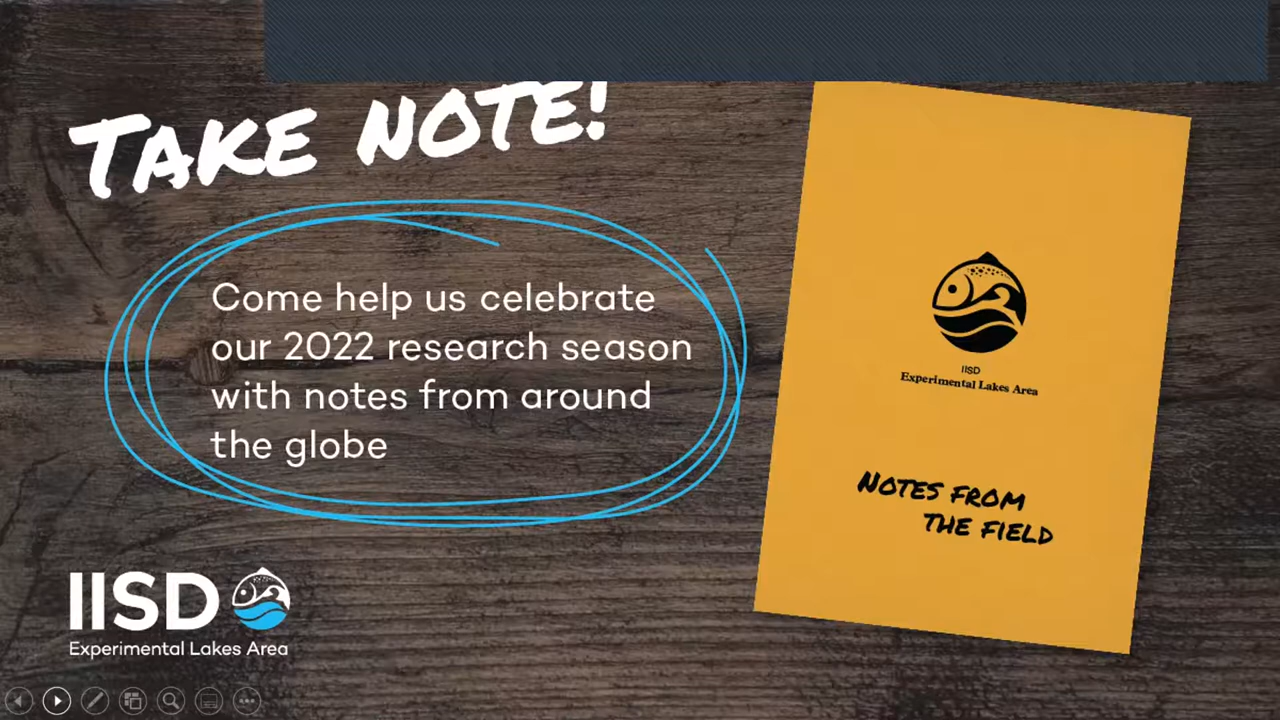 TAKE NOTE!
Come help us celebrate
our 2022 research season
with notes from around
the globe
IISD
Experimental Lakes Area
NOTES FROM
THE FIELD
IISD
Experimental Lakes Area